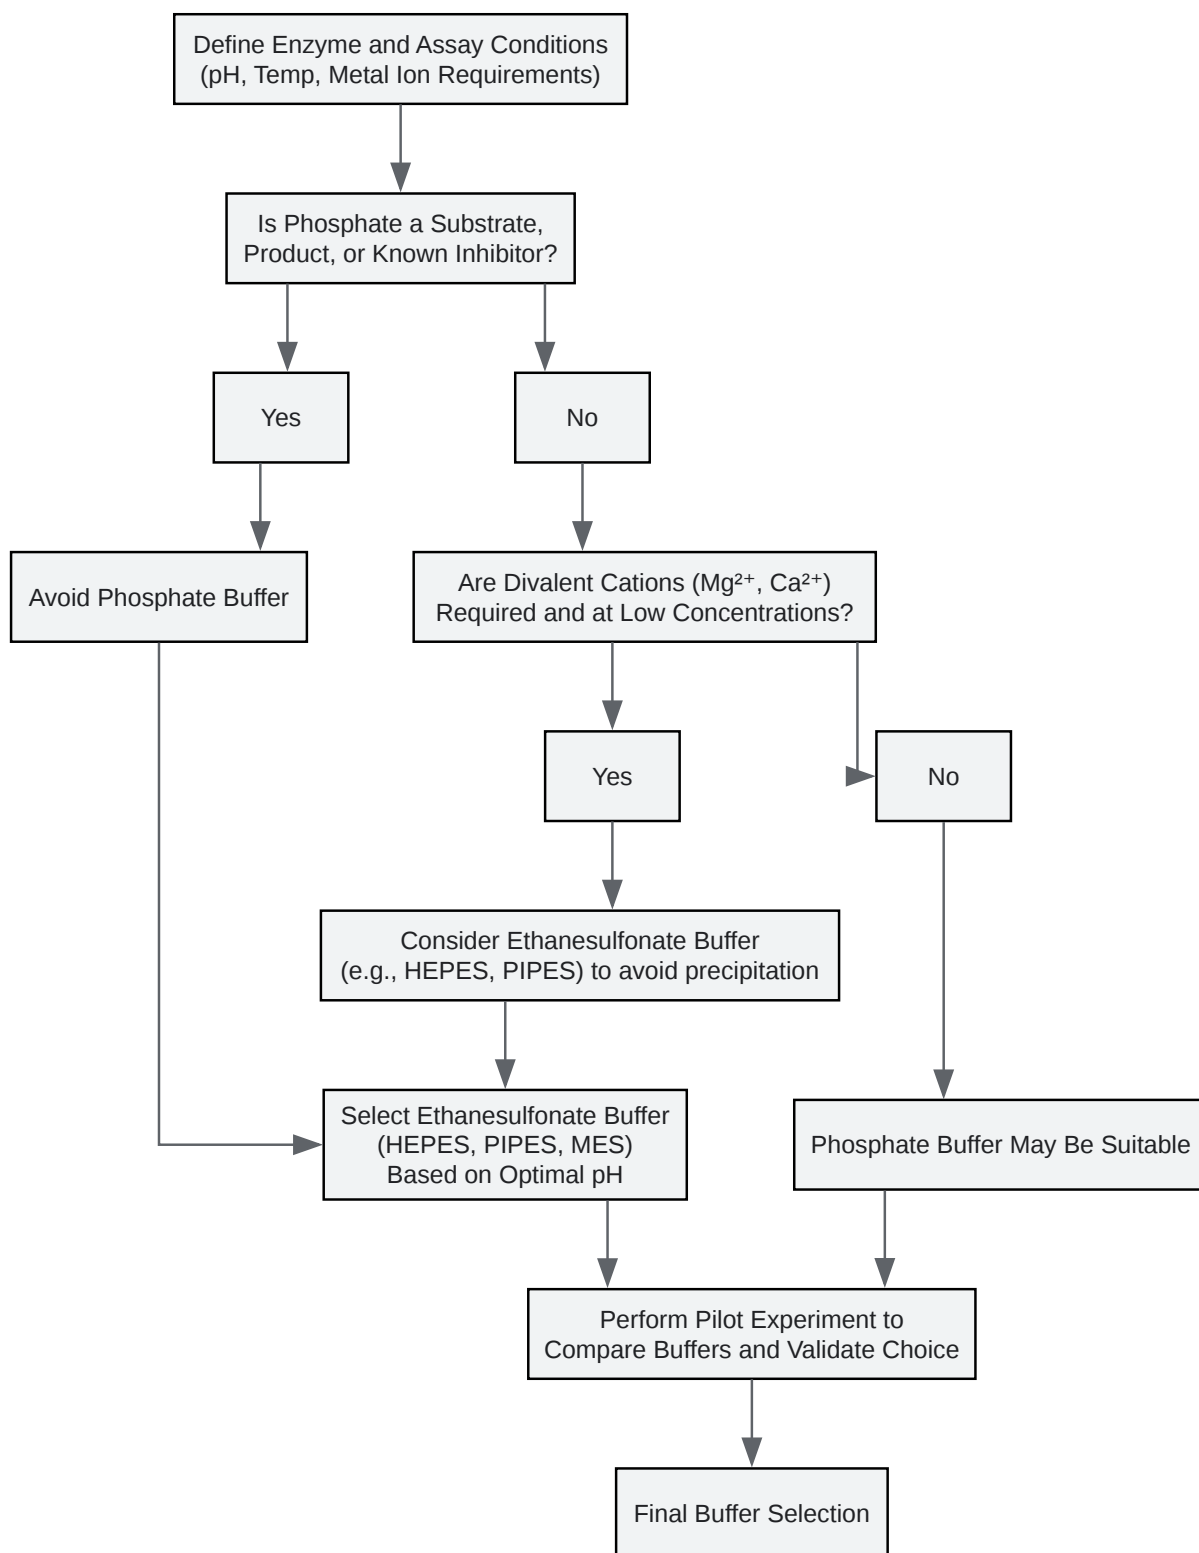 Define Enzyme and Assay Conditions
(pH, Temp, Metal Ion Requirements)
Is Phosphate a Substrate,
Product, or Known Inhibitor?
Yes
No
Avoid Phosphate Buffer
Are Divalent Cations (Mg²⁺, Ca²⁺)
Required and at Low Concentrations?
Yes
No
Consider Ethanesulfonate Buffer
(e.g., HEPES, PIPES) to avoid precipitation
Select Ethanesulfonate Buffer
(HEPES, PIPES, MES)
Based on Optimal pH
Phosphate Buffer May Be Suitable
Perform Pilot Experiment to
Compare Buffers and Validate Choice
Final Buffer Selection